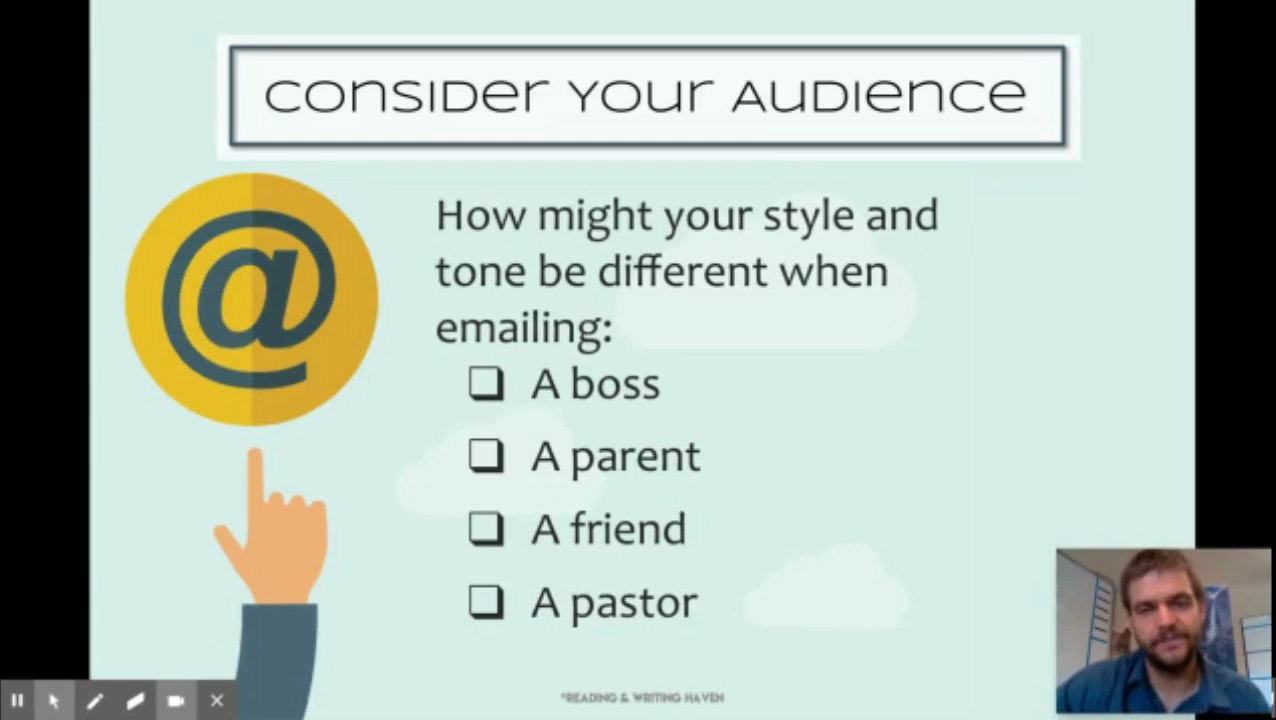 Consider Your Audience
@
How might your style and
tone be different when
emailing:
❏ A boss
❏ A parent
❏ A friend
❏ A pastor
©READING & WRITING HAVEN